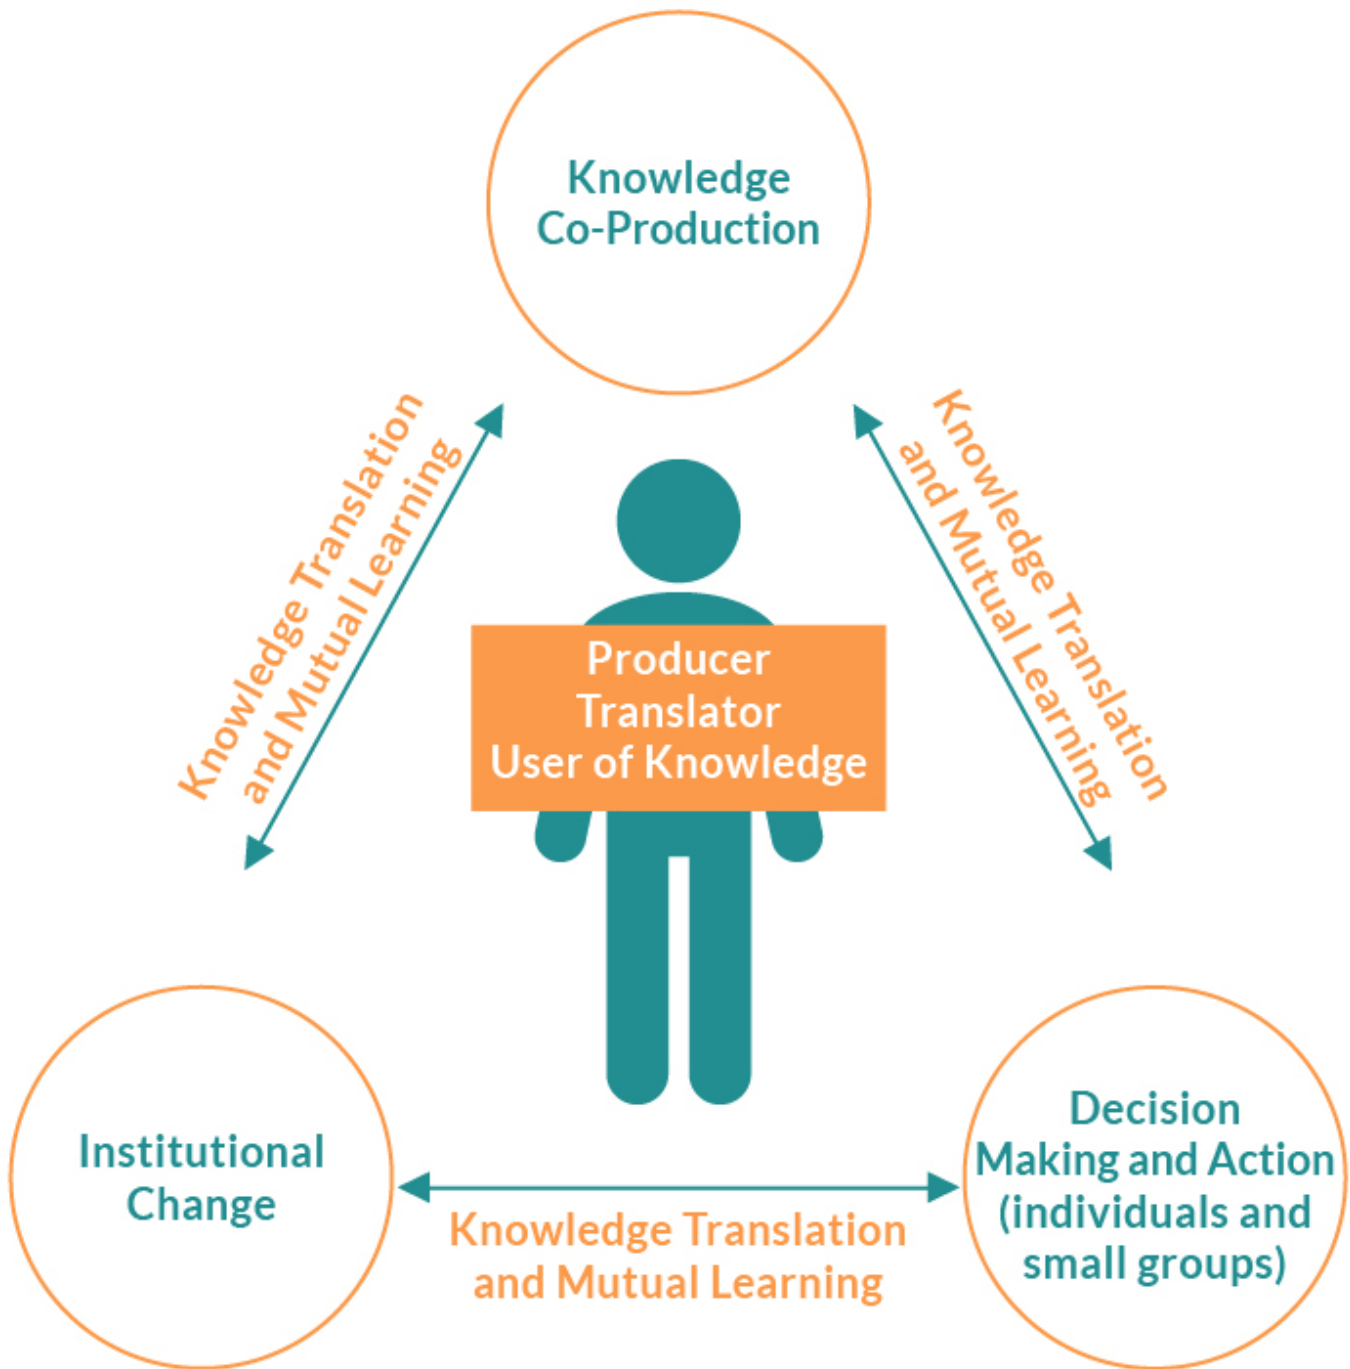 Knowledge
Co-Production
Knowledge Translation
and Mutual Learning
Knowledge Translation
and Mutual Learning
Producer
Translator
User of Knowledge
Institutional
Change
Decision
Making and Action
(individuals and
small groups)
Knowledge Translation
and Mutual Learning